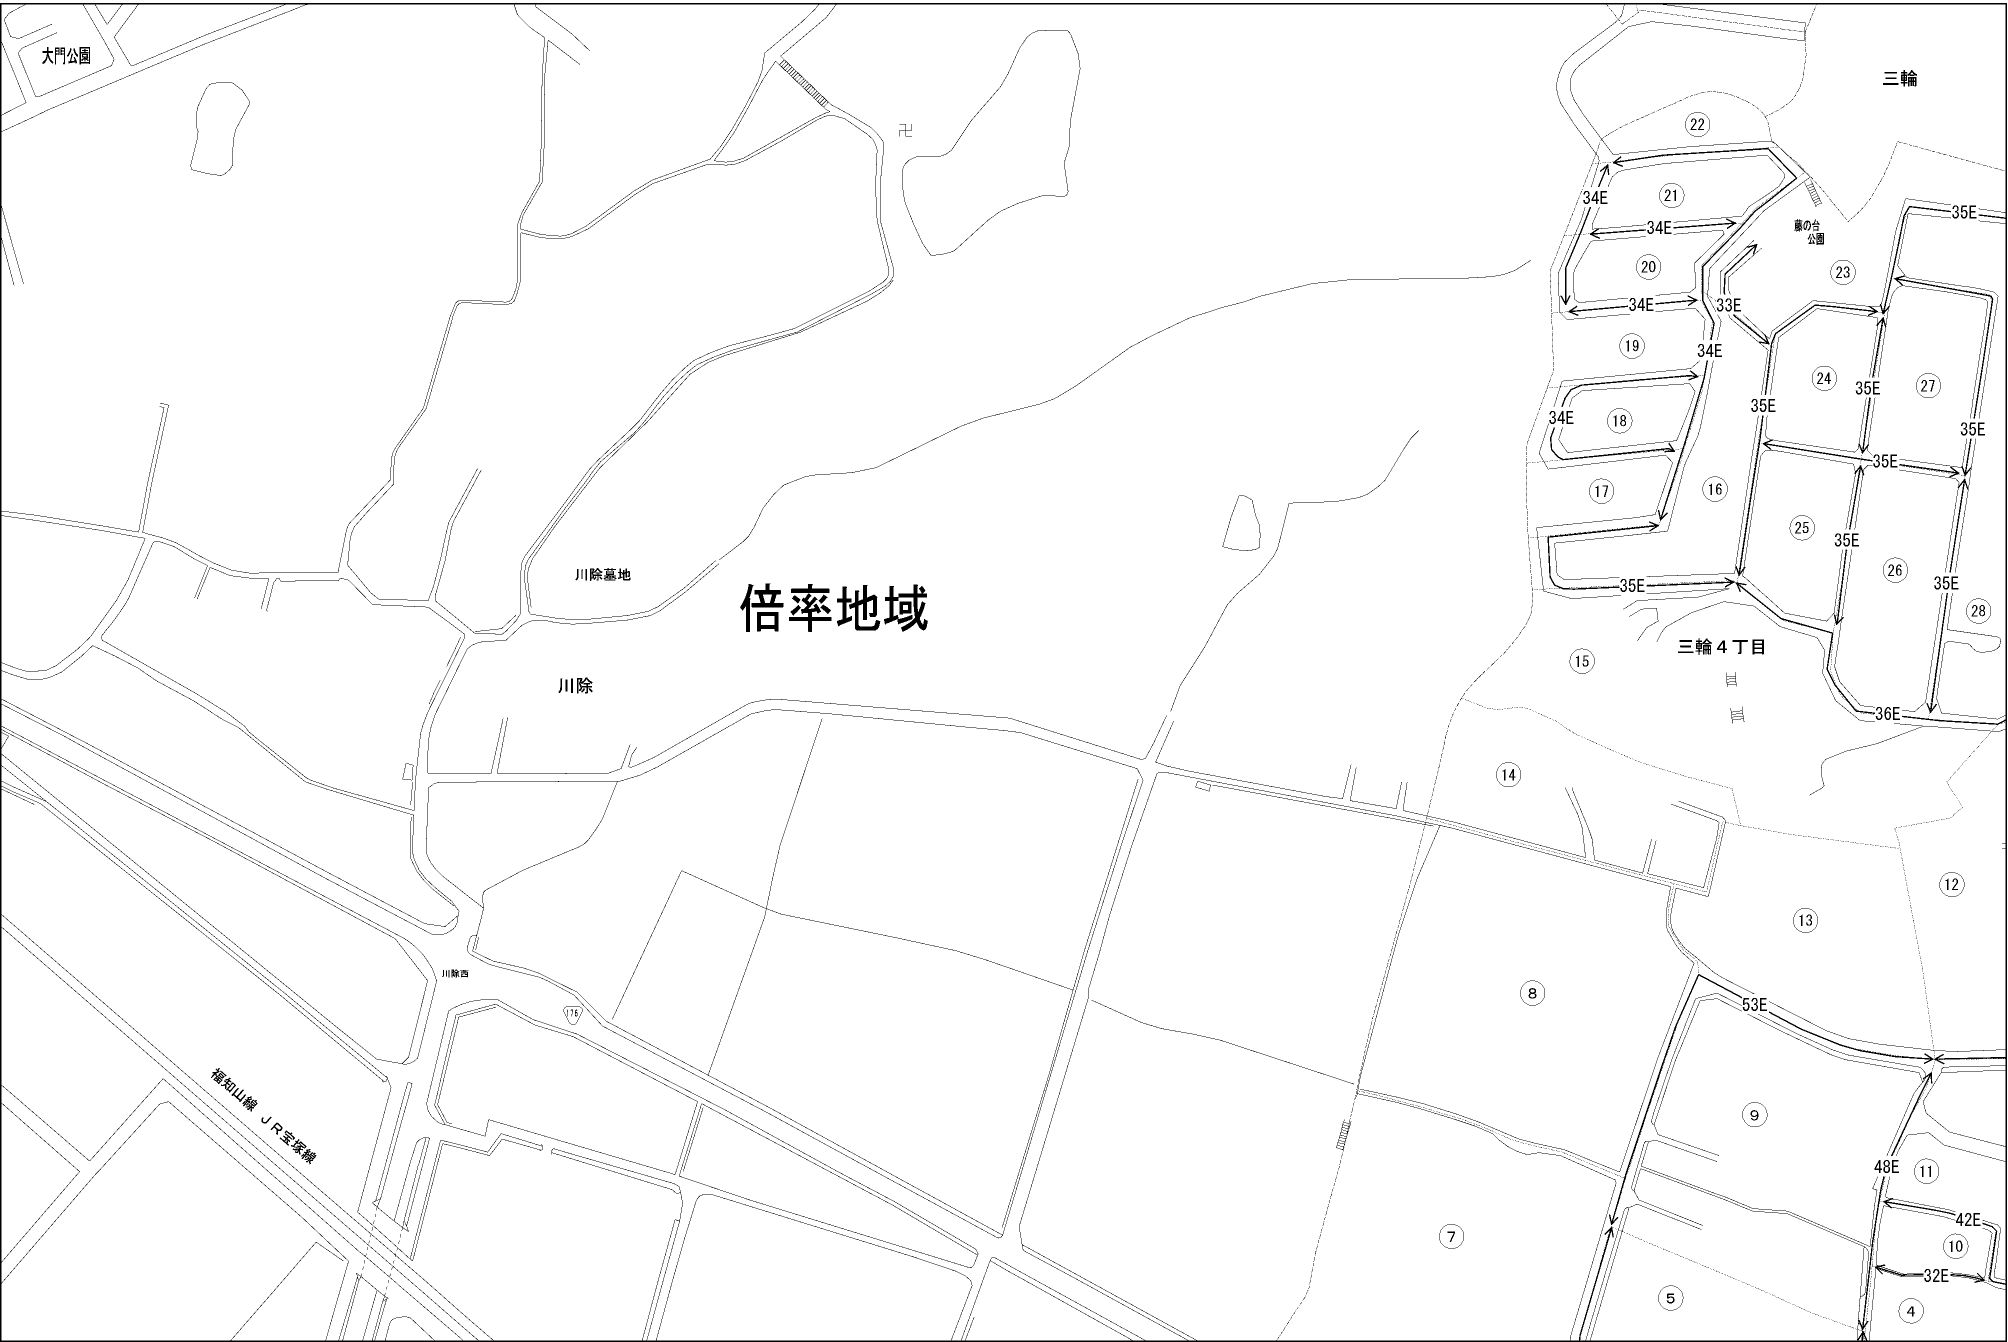 大門公園
三輪
卍
㉒
34E
㉑
35E
34E
藤の台
公園
⑳
㉓
34E
33E
⑲
34E
㉔
35E
㉗
35E
34E
⑱
35E
35E
⑰
⑯
㉕
35E
川除墓地
倍率地域
㉖
35E
35E
㉘
三輪4丁目
⑮
川除
36E
⑭
⑫
⑬
川除西
⑧
53E
176
福知山線 JR宝塚線
⑨
48E
⑪
42E
⑦
⑩
32E
⑤
④